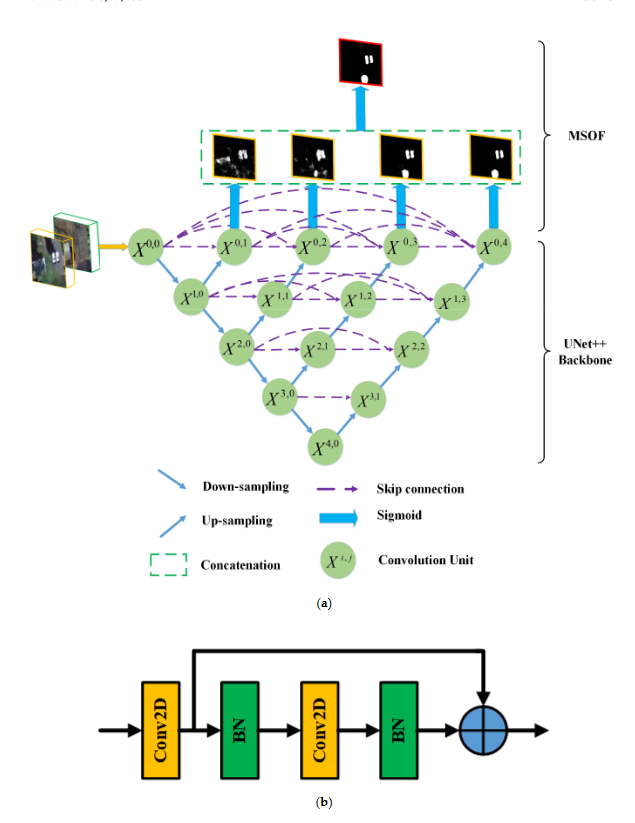 MSOF
X^{0,0}
X^{0,1}
X^{0,2}
X^{0,3}
X^{0,4}
X^{1,0}
X^{1,1}
X^{1,2}
X^{1,3}
X^{2,0}
X^{2,1}
X^{2,2}
UNet++
Backbone
X^{3,0}
X^{3,1}
X^{4,0}
Down-sampling
Skip connection
Up-sampling
Sigmoid
Concatenation
X^{i,j}
Convolution Unit
(a)
Conv2D
BN
Conv2D
BN
(b)